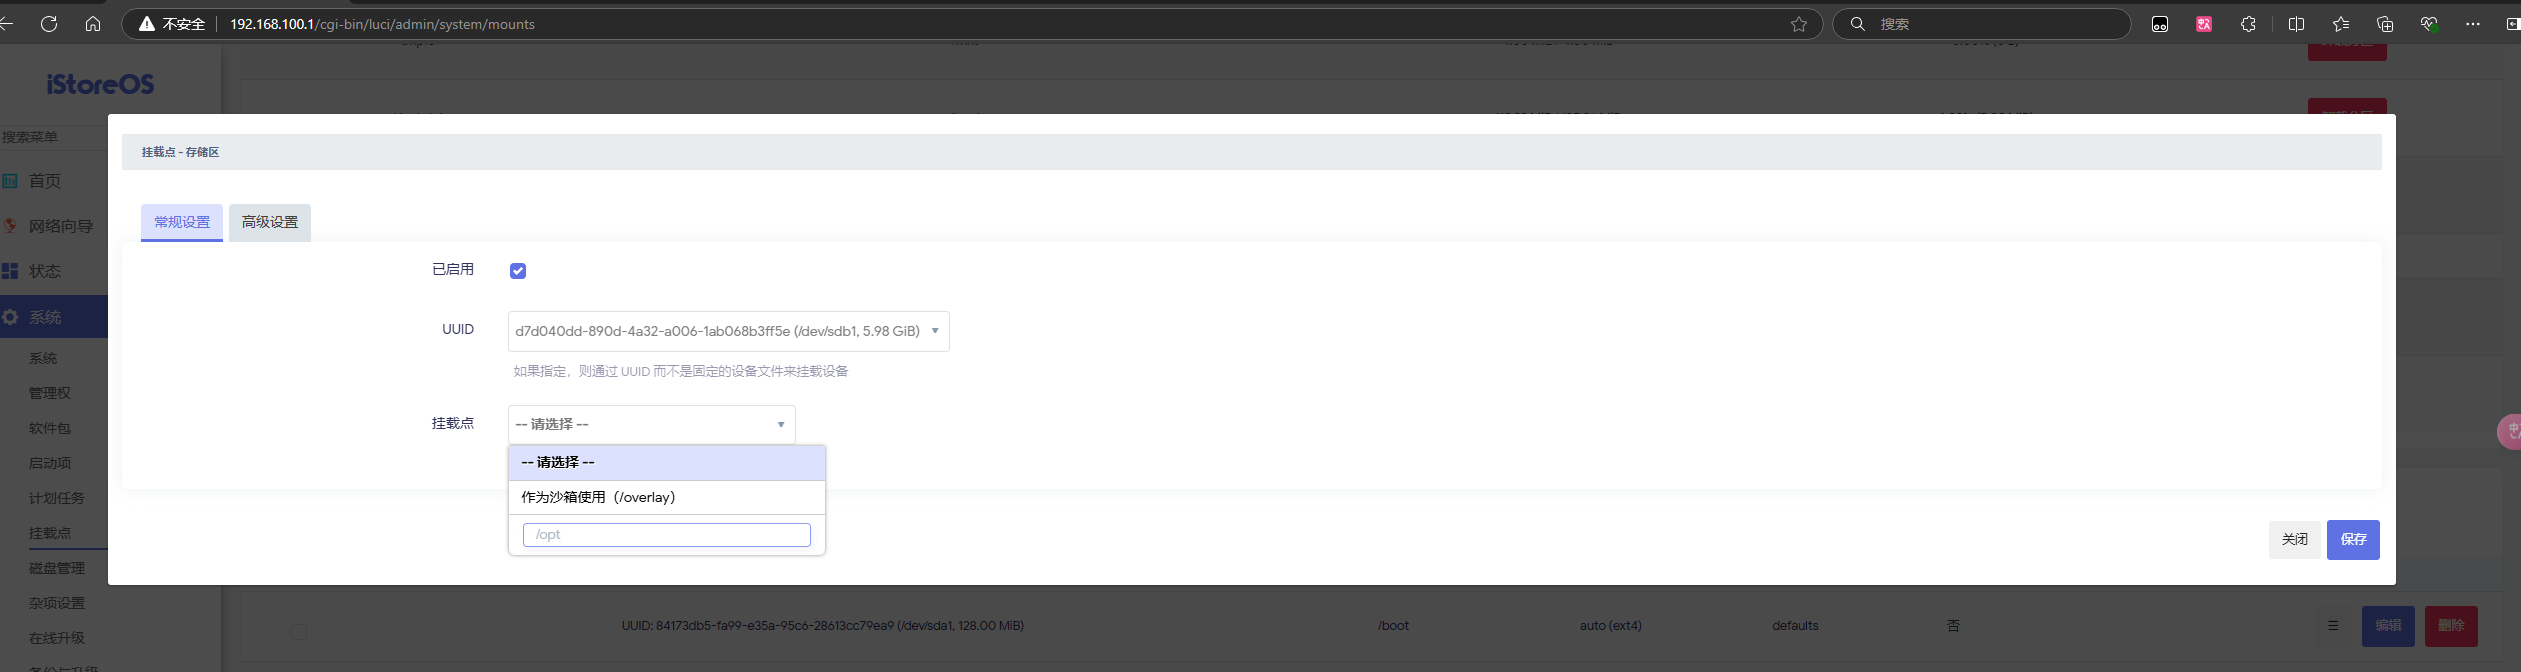 不安全 192.168.100.1/cgi-bin/luci/admin/system/mounts 搜索
iStoreOS
搜索菜单
首页
网络向导
状态
系统
系统
管理权
软件包
启动项
计划任务
挂载点
磁盘管理
杂项设置
在线升级
挂载点 - 存储区
常规设置 高级设置
已启用
UUID d7d040dd-890d-4a32-a006-1ab068b3ff5e (/dev/sdb1, 5.98 GiB)
如果指定，则通过 UUID 而不是固定的设备文件来挂载设备
挂载点 -- 请选择 --
-- 请选择 --
作为沙箱使用（/overlay）
/opt
关闭 保存
UUID: 84173db5-fa99-e35a-95c6-28613cc79ea9 (/dev/sda1, 128.00 MiB) /boot auto (ext4) defaults 否 ☰ 编辑 删除